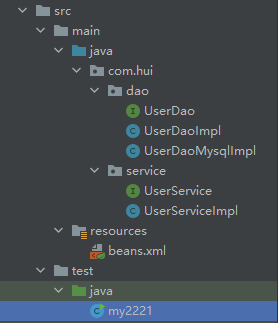 src
main
java
com.hui
dao
UserDao
UserDaoImpl
UserDaoMysqlImpl
service
UserService
UserServiceImpl
resources
beans.xml
test
java
my2221